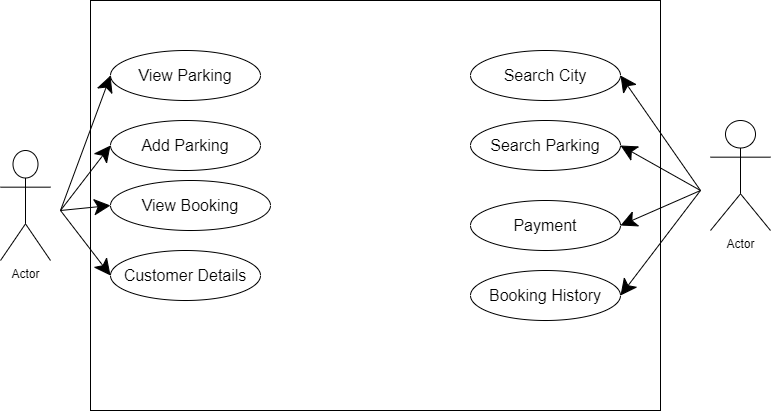 View Parking
Add Parking
View Booking
Customer Details
Actor
Search City
Search Parking
Payment
Booking History
Actor